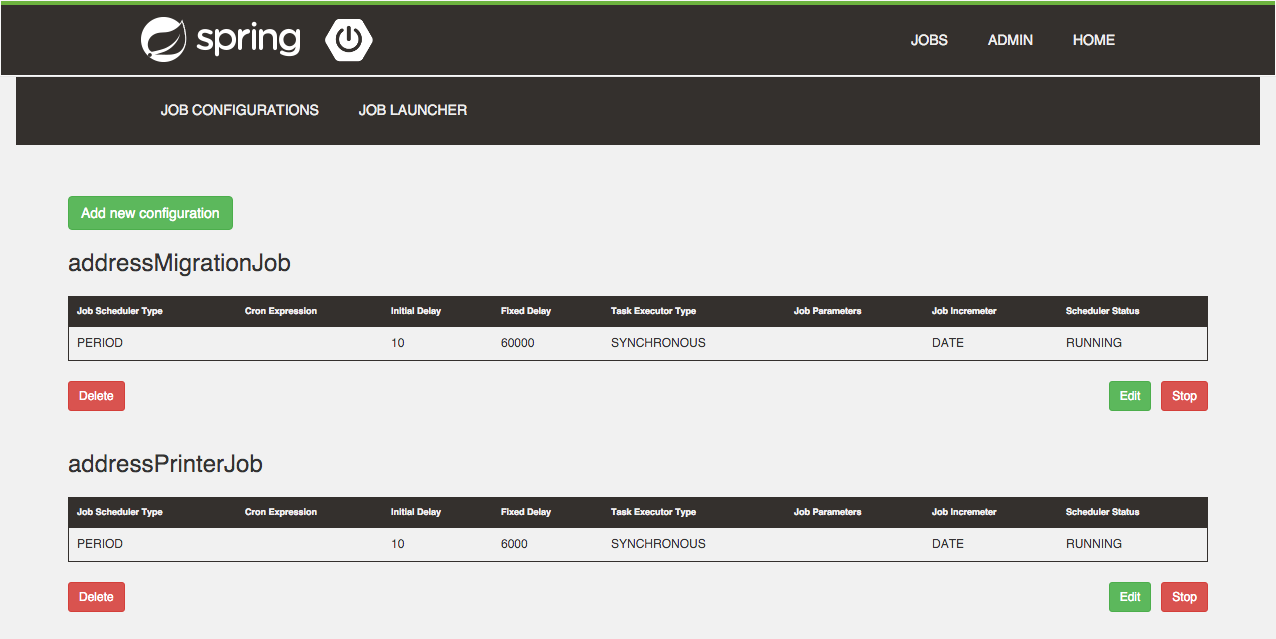 spring JOBS ADMIN HOME
JOB CONFIGURATIONS JOB LAUNCHER
Add new configuration
addressMigrationJob
Job Scheduler Type Cron Expression Initial Delay Fixed Delay Task Executor Type Job Parameters Job Incremeter Scheduler Status
PERIOD 10 60000 SYNCHRONOUS DATE RUNNING
Delete Edit Stop
addressPrinterJob
Job Scheduler Type Cron Expression Initial Delay Fixed Delay Task Executor Type Job Parameters Job Incremeter Scheduler Status
PERIOD 10 6000 SYNCHRONOUS DATE RUNNING
Delete Edit Stop